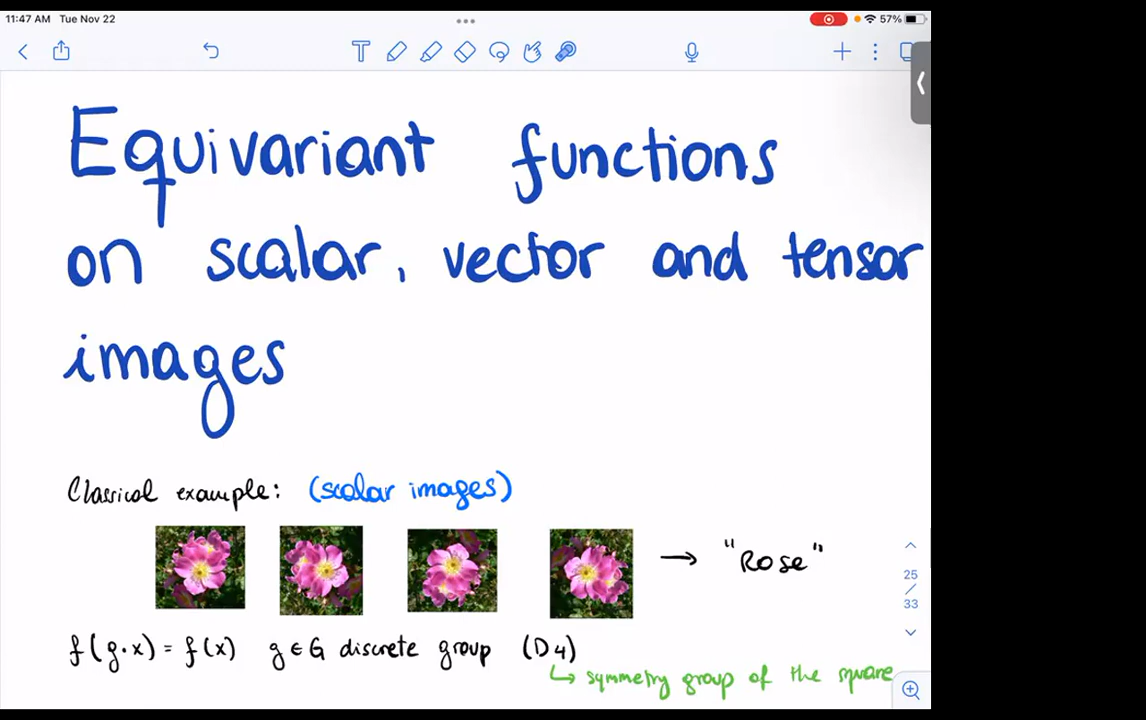 11:47 AM Tue Nov 22
57%
Equivariant functions
on scalar, vector and tensor
images
Classical example: (scalar images)
→ "Rose"
f(g·x) = f(x) g ∈ G discrete group (D4)
↳ symmetry group of the square
25
/
33